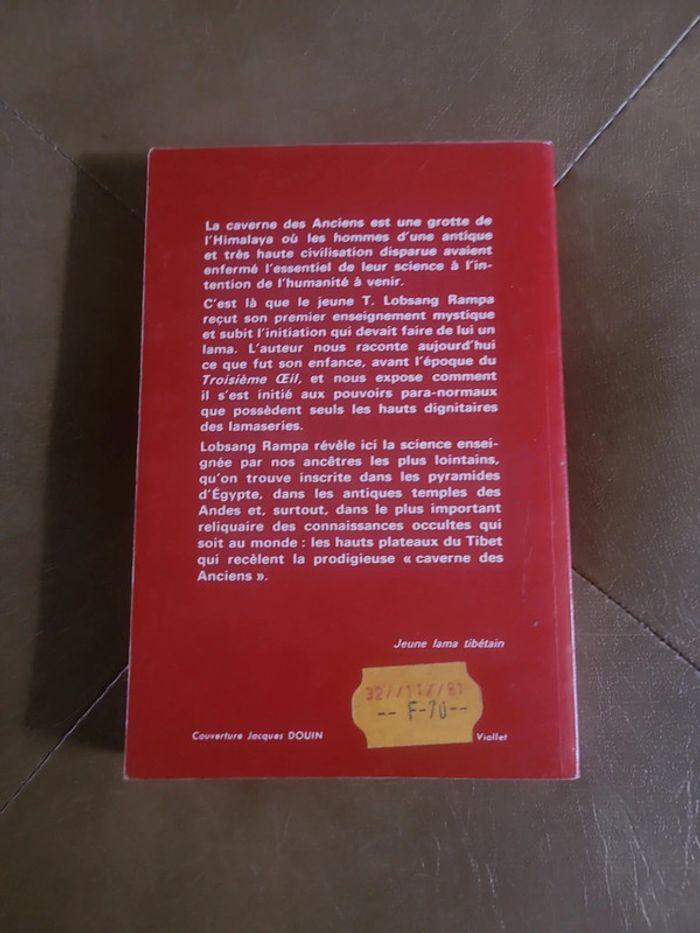 La caverne des Anciens est une grotte de
l'Himalaya où les hommes d'une antique
et très haute civilisation disparue avaient
enfermé l'essentiel de leur science à l'in-
tention de l'humanité à venir.
C'est là que le jeune T. Lobsang Rampa
reçut son premier enseignement mystique
et subit l'initiation qui devait faire de lui un
lama. L'auteur nous raconte aujourd'hui
ce que fut son enfance, avant l'époque du
Troisième Œil, et nous expose comment
il s'est initié aux pouvoirs para-normaux
que possèdent seuls les hauts dignitaires
des lamaseries.
Lobsang Rampa révèle ici la science ensei-
gnée par nos ancêtres les plus lointains,
qu'on trouve inscrite dans les pyramides
d'Égypte, dans les antiques temples des
Andes et, surtout, dans le plus important
reliquaire des connaissances occultes qui
soit au monde : les hauts plateaux du Tibet
qui recèlent la prodigieuse « caverne des
Anciens ».
Jeune lama tibétain
-- F-70--
Couverture Jacques DOUIN
Viollet